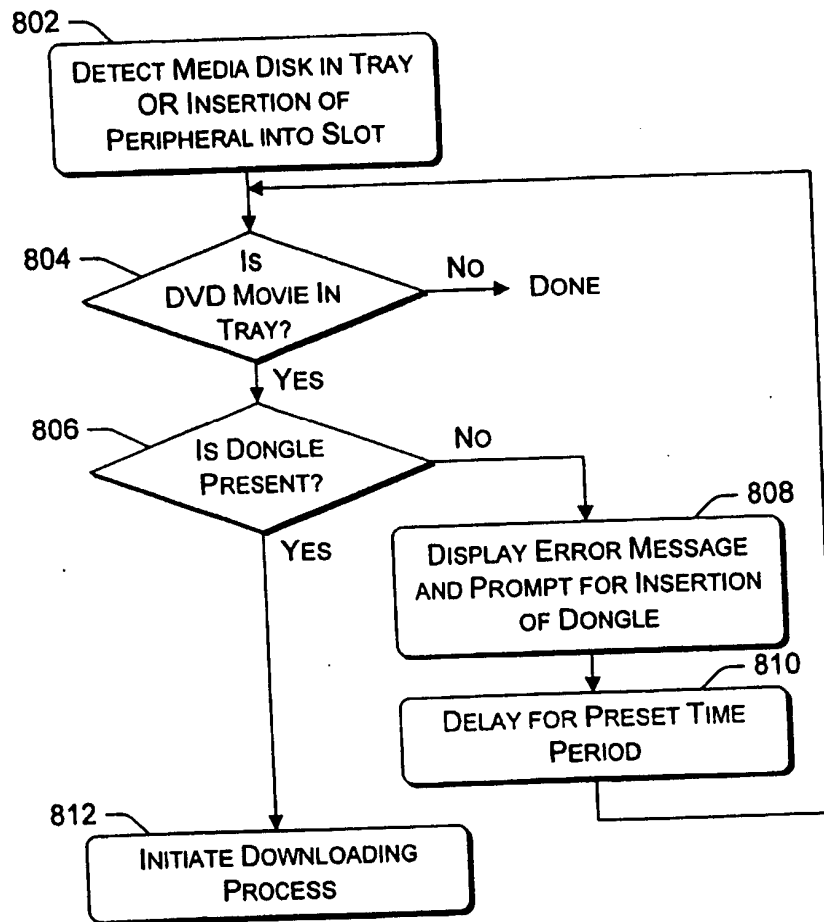 802
DETECT MEDIA DISK IN TRAY
OR INSERTION OF
PERIPHERAL INTO SLOT
804
IS
DVD MOVIE IN
TRAY?
NO
DONE
YES
806
IS DONGLE
PRESENT?
NO
YES
808
DISPLAY ERROR MESSAGE
AND PROMPT FOR INSERTION
OF DONGLE
810
DELAY FOR PRESET TIME
PERIOD
812
INITIATE DOWNLOADING
PROCESS